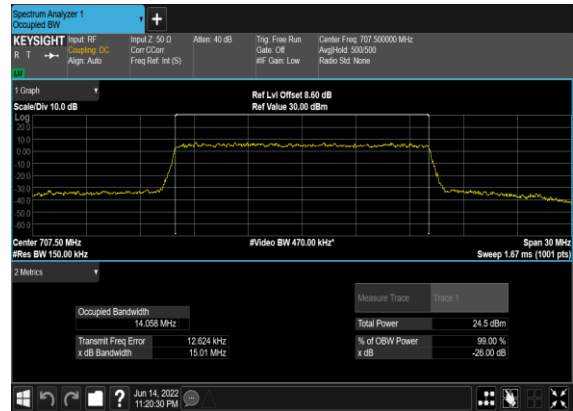 Spectrum Analyzer 1
Occupied BW
KEYSIGHT
R T
LXI
Input: RF
Coupling: DC
Align: Auto
Input Z: 50 Ω
Corr CCorr
Freq Ref: Int (S)
Atten: 40 dB
Trig: Free Run
Gate: Off
#IF Gain: Low
Center Freq: 707.500000 MHz
Avg|Hold: 500/500
Radio Std: None
1 Graph
Scale/Div 10.0 dB
Ref Lvl Offset 8.60 dB
Ref Value 30.00 dBm
Log
20.0
10.0
0.00
-10.0
-20.0
-30.0
-40.0
-50.0
-60.0
Center 707.50 MHz
#Res BW 150.00 kHz
#Video BW 470.00 kHz*
Span 30 MHz
Sweep 1.67 ms (1001 pts)
2 Metrics
Measure Trace Trace 1
Occupied Bandwidth
14.058 MHz
Total Power 24.5 dBm
Transmit Freq Error 12.624 kHz
% of OBW Power 99.00 %
x dB Bandwidth 15.01 MHz
x dB -26.00 dB
Jun 14, 2022
11:20:30 PM